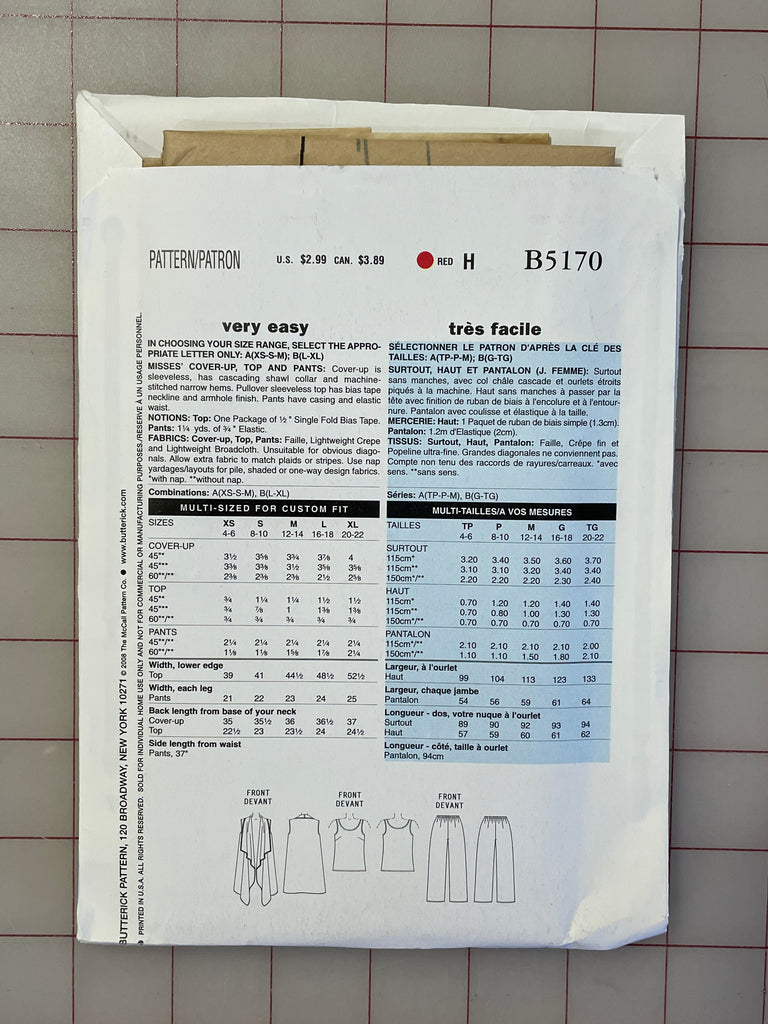 PATTERN/PATRON U.S. $2.99 CAN. $3.89 RED H B5170
very easy
IN CHOOSING YOUR SIZE RANGE, SELECT THE APPRO-
PRIATE LETTER ONLY: A(XS-S-M); B(L-XL)
MISSES' COVER-UP, TOP AND PANTS: Cover-up is
sleeveless, has cascading shawl collar and machine-
stitched narrow hems. Pullover sleeveless top has bias tape
neckline and armhole finish. Pants have casing and elastic
waist.
NOTIONS: Top: One Package of ½" Single Fold Bias Tape.
Pants: 1¼ yds. of ¾" Elastic.
FABRICS: Cover-up, Top, Pants: Faille, Lightweight Crepe
and Lightweight Broadcloth. Unsuitable for obvious diago-
nals. Allow extra fabric to match plaids or stripes. Use nap
yardages/layouts for pile, shaded or one-way design fabrics.
*with nap. **without nap.
Combinations: A(XS-S-M), B(L-XL)
MULTI-SIZED FOR CUSTOM FIT
SIZES XS S M L XL
4-6 8-10 12-14 16-18 20-22
COVER-UP
45"* 3½ 3⅝ 3¾ 3⅞ 4
45"** 3⅜ 3⅜ 3½ 3⅝ 3⅝
60"*/** 2⅜ 2⅜ 2⅜ 2½ 2⅝
TOP
45"* ¾ 1¼ 1¼ 1½ 1½
45"** ¾ ⅞ 1 1⅜ 1⅜
60"*/** ¾ ¾ ¾ ¾ ¾
PANTS
45"*/** 2¼ 2¼ 2¼ 2¼ 2¼
60"*/** 1⅛ 1⅛ 1⅝ 1⅞ 2¼
Width, lower edge
Top 39 41 44½ 48½ 52½
Width, each leg
Pants 21 22 23 24 25
Back length from base of your neck
Cover-up 35 35½ 36 36½ 37
Top 22½ 23 23½ 24 24½
Side length from waist
Pants, 37"
très facile
SÉLECTIONNER LE PATRON D'APRÈS LA CLÉ DES
TAILLES: A(TP-P-M); B(G-TG)
SURTOUT, HAUT ET PANTALON (J. FEMME): Surtout
sans manches, avec col châle cascade et ourlets étroits
piqués à la machine. Haut sans manches à passer par la
tête avec finition de ruban de biais à l'encolure et à l'entour-
nure. Pantalon avec coulisse et élastique à la taille.
MERCERIE: Haut: 1 Paquet de ruban de biais simple (1.3cm).
Pantalon: 1.2m d'Elastique (2cm).
TISSUS: Surtout, Haut, Pantalon: Faille, Crêpe fin et
Popeline ultra-fine. Grandes diagonales ne conviennent pas.
Compte non tenu des raccords de rayures/carreaux. *avec
sens. **sans sens.
Séries: A(TP-P-M), B(G-TG)
MULTI-TAILLES/A VOS MESURES
TAILLES TP P M G TG
4-6 8-10 12-14 16-18 20-22
SURTOUT
115cm* 3.20 3.40 3.50 3.60 3.70
115cm** 3.10 3.10 3.20 3.40 3.40
150cm*/** 2.20 2.20 2.20 2.30 2.40
HAUT
115cm* 0.70 1.20 1.20 1.40 1.40
115cm** 0.70 0.80 1.00 1.30 1.30
150cm*/** 0.70 0.70 0.70 0.70 0.70
PANTALON
115cm*/** 2.10 2.10 2.10 2.10 2.00
150cm*/** 1.10 1.10 1.50 1.80 2.10
Largeur, à l'ourlet
Haut 99 104 113 123 133
Largeur, chaque jambe
Pantalon 54 56 59 61 64
Longueur - dos, votre nuque à l'ourlet
Surtout 89 90 92 93 94
Haut 57 59 60 61 62
Longueur - côté, taille à ourlet
Pantalon, 94cm
FRONT
DEVANT
FRONT
DEVANT
FRONT
DEVANT
BUTTERICK PATTERN, 120 BROADWAY, NEW YORK 10271 © 2008 The McCall Pattern Co. ● www.butterick.com
● PRINTED IN U.S.A. ALL RIGHTS RESERVED. SOLD FOR INDIVIDUAL HOME USE ONLY AND NOT FOR COMMERCIAL OR MANUFACTURING PURPOSES./RESERVÉ À UN USAGE PERSONNEL.